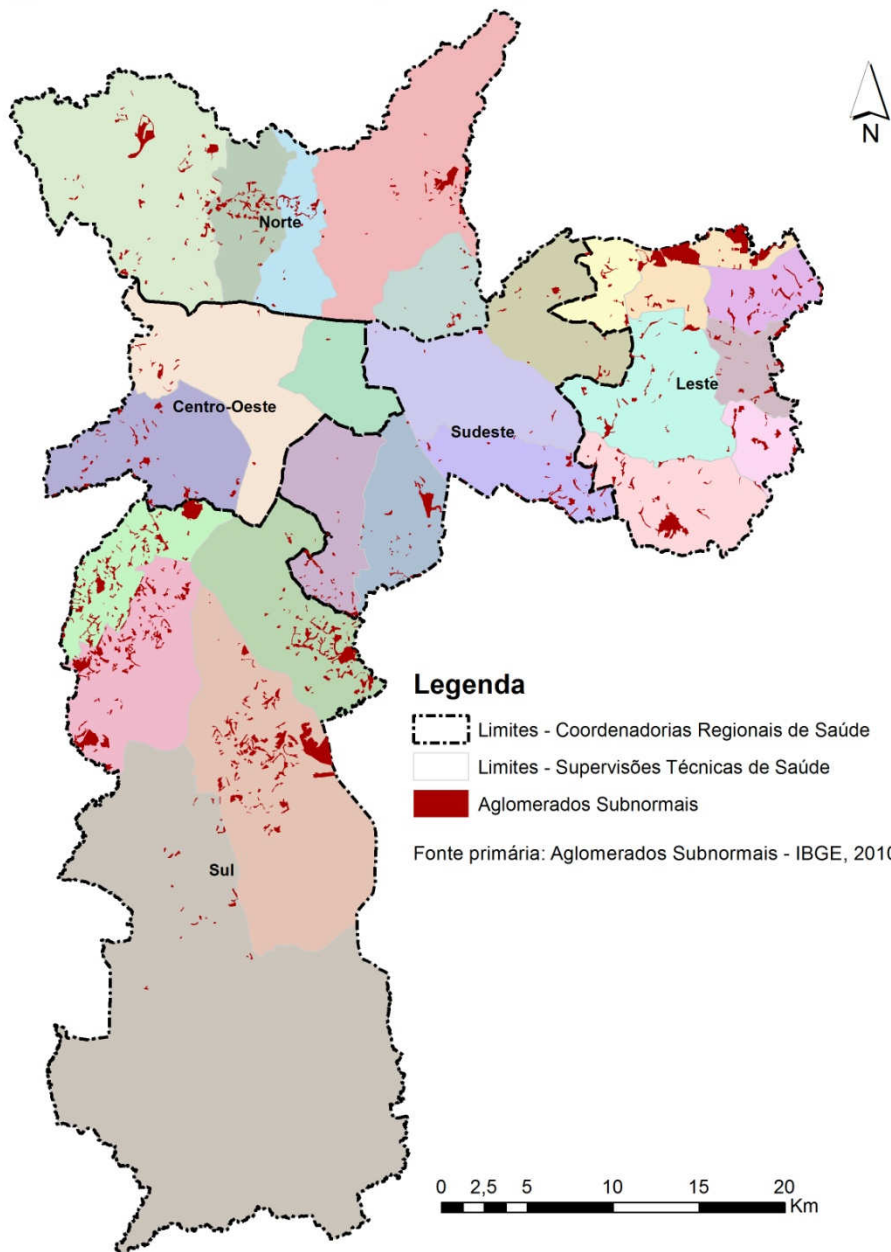 N
Norte
Leste
Centro-Oeste
Sudeste
Legenda
Limites - Coordenadorias Regionais de Saúde
Limites - Supervisões Técnicas de Saúde
Aglomerados Subnormais
Fonte primária: Aglomerados Subnormais - IBGE, 2010
Sul
0 2,5 5 10 15 20
Km